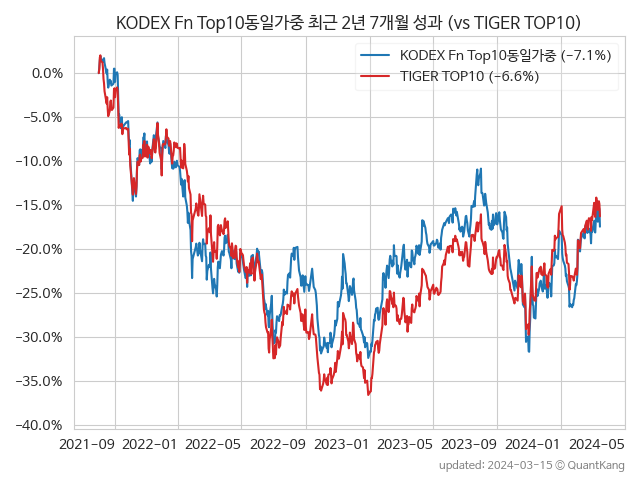 KODEX Fn Top10동일가중 최근 2년 7개월 성과 (vs TIGER TOP10)
KODEX Fn Top10동일가중 (−7.1%)
TIGER TOP10 (−6.6%)
0.0%
−5.0%
−10.0%
−15.0%
−20.0%
−25.0%
−30.0%
−35.0%
−40.0%
2021-09 2022-01 2022-05 2022-09 2023-01 2023-05 2023-09 2024-01 2024-05
updated: 2024-03-15 © QuantKang